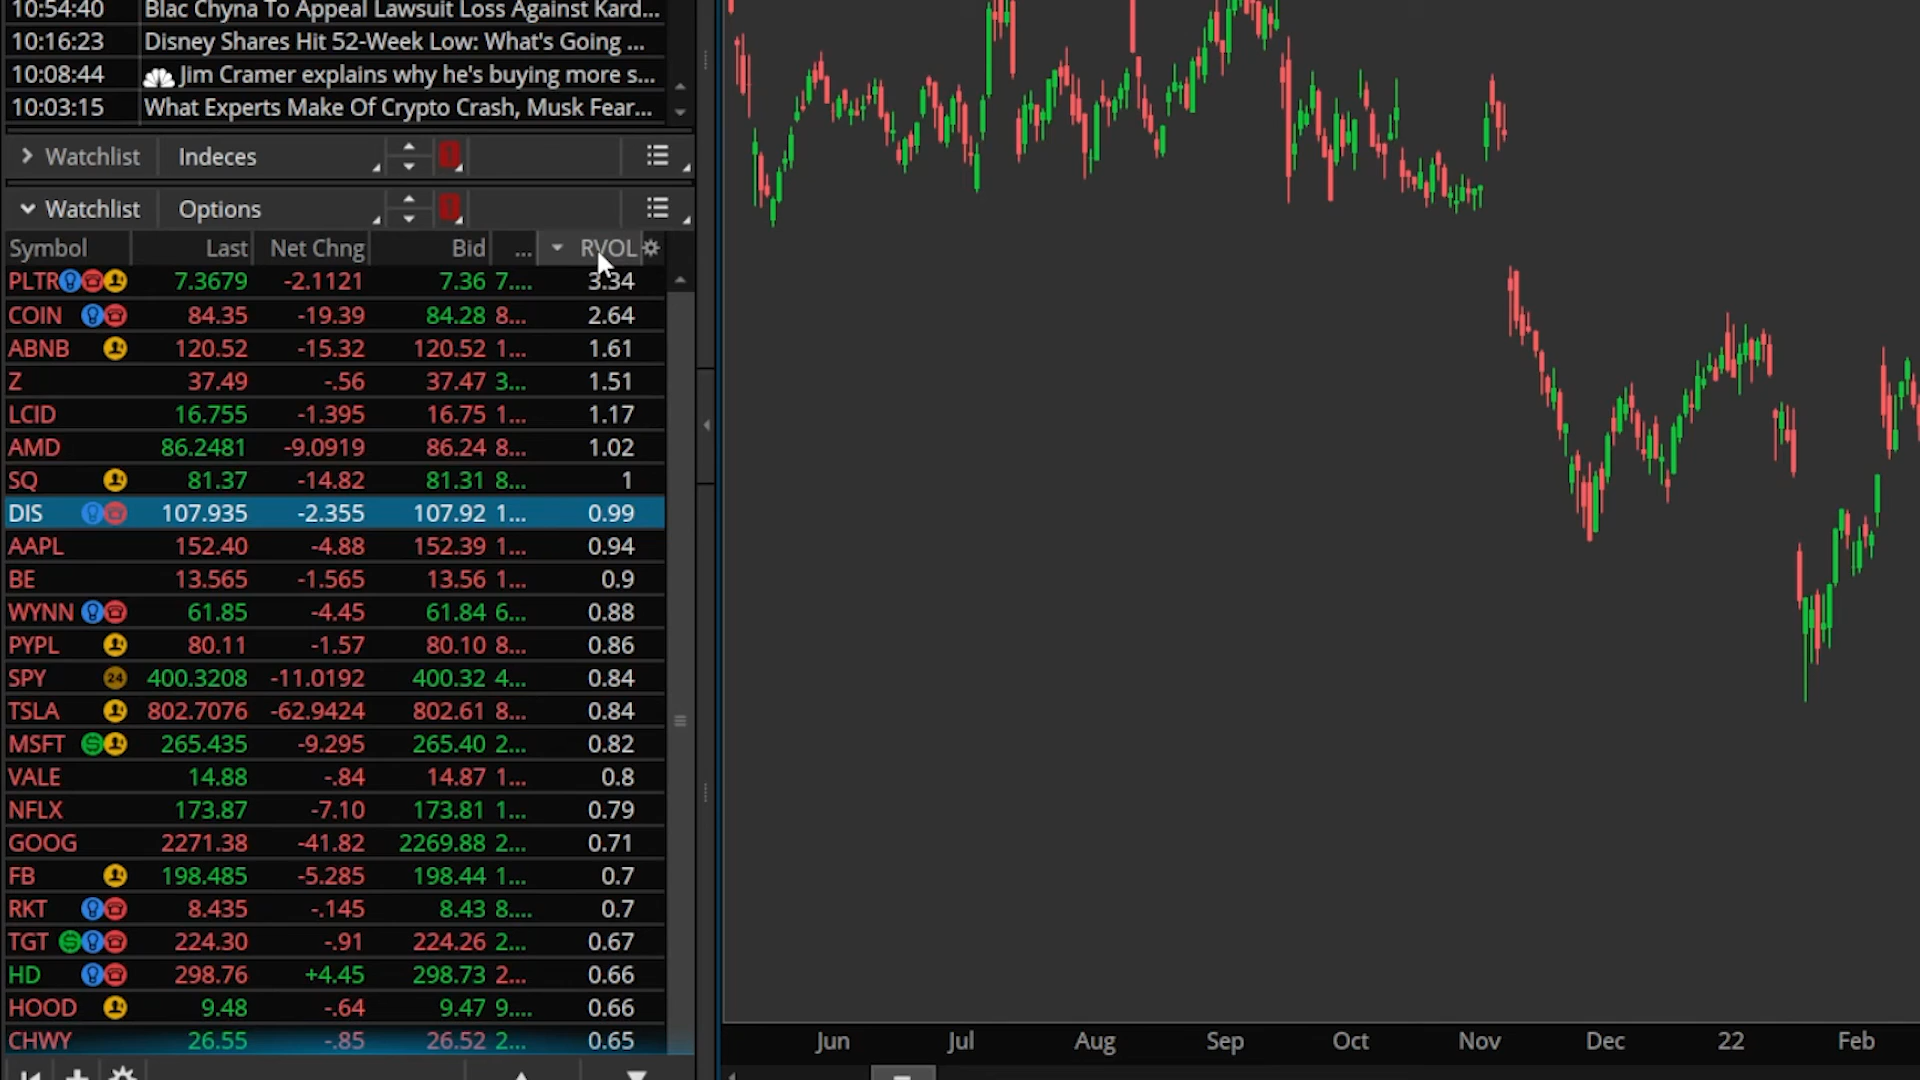 10:54:40 Blac Chyna To Appeal Lawsuit Loss Against Kard...
10:16:23 Disney Shares Hit 52-Week Low: What's Going ...
10:08:44 Jim Cramer explains why he's buying more s...
10:03:15 What Experts Make Of Crypto Crash, Musk Fear...
Watchlist Indeces
Watchlist Options
Symbol Last Net Chng Bid ... RVOL
PLTR 7.3679 -2.1121 7.36 7.... 3.34
COIN 84.35 -19.39 84.28 8... 2.64
ABNB 120.52 -15.32 120.52 1... 1.61
Z 37.49 -.56 37.47 3... 1.51
LCID 16.755 -1.395 16.75 1... 1.17
AMD 86.2481 -9.0919 86.24 8... 1.02
SQ 81.37 -14.82 81.31 8... 1
DIS 107.935 -2.355 107.92 1... 0.99
AAPL 152.40 -4.88 152.39 1... 0.94
BE 13.565 -1.565 13.56 1... 0.9
WYNN 61.85 -4.45 61.84 6... 0.88
PYPL 80.11 -1.57 80.10 8... 0.86
SPY 24 400.3208 -11.0192 400.32 4... 0.84
TSLA 802.7076 -62.9424 802.61 8... 0.84
MSFT 265.435 -9.295 265.40 2... 0.82
VALE 14.88 -.84 14.87 1... 0.8
NFLX 173.87 -7.10 173.81 1... 0.79
GOOG 2271.38 -41.82 2269.88 2... 0.71
FB 198.485 -5.285 198.44 1... 0.7
RKT 8.435 -.145 8.43 8.... 0.7
TGT 224.30 -.91 224.26 2... 0.67
HD 298.76 +4.45 298.73 2... 0.66
HOOD 9.48 -.64 9.47 9.... 0.66
CHWY 26.55 -.85 26.52 2... 0.65
Jun Jul Aug Sep Oct Nov Dec 22 Feb